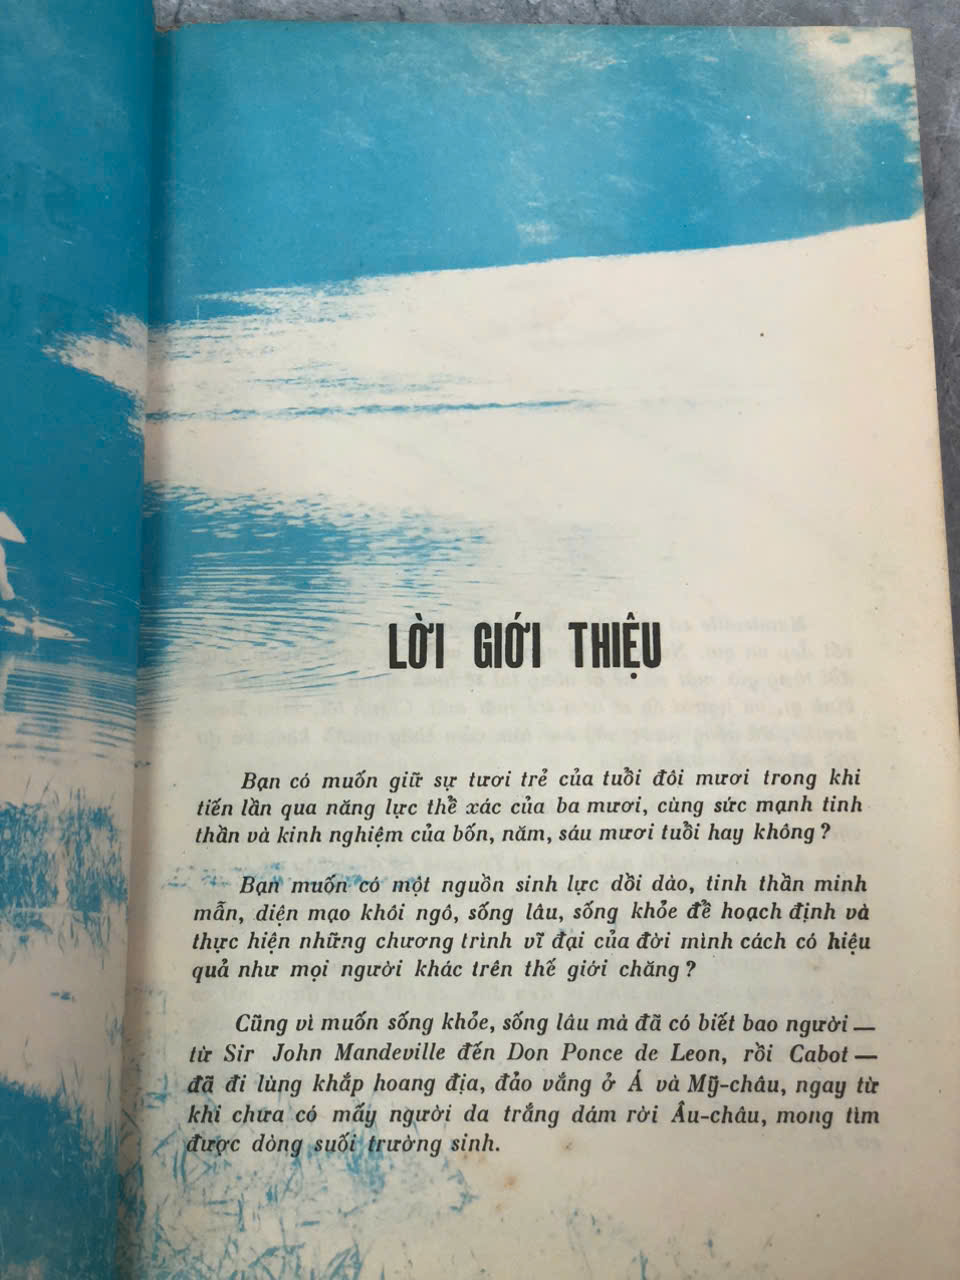 LỜI GIỚI THIỆU
Bạn có muốn giữ sự tươi trẻ của tuổi đôi mươi trong khi
tiến lần qua năng lực thể xác của ba mươi, cùng sức mạnh tinh
thần và kinh nghiệm của bốn, năm, sáu mươi tuổi hay không ?
Bạn muốn có một nguồn sinh lực dồi dào, tinh thần minh
mẫn, diện mạo khôi ngô, sống lâu, sống khỏe để hoạch định và
thực hiện những chương trình vĩ đại của đời mình cách có hiệu
quả như mọi người khác trên thế giới chăng ?
Cũng vì muốn sống khỏe, sống lâu mà đã có biết bao người —
từ Sir John Mandeville đến Don Ponce de Leon, rồi Cabot —
đã đi lùng khắp hoang địa, đảo vắng ở Á và Mỹ-châu, ngay từ
khi chưa có mấy người da trắng dám rời Âu-châu, mong tìm
được dòng suối trường sinh.